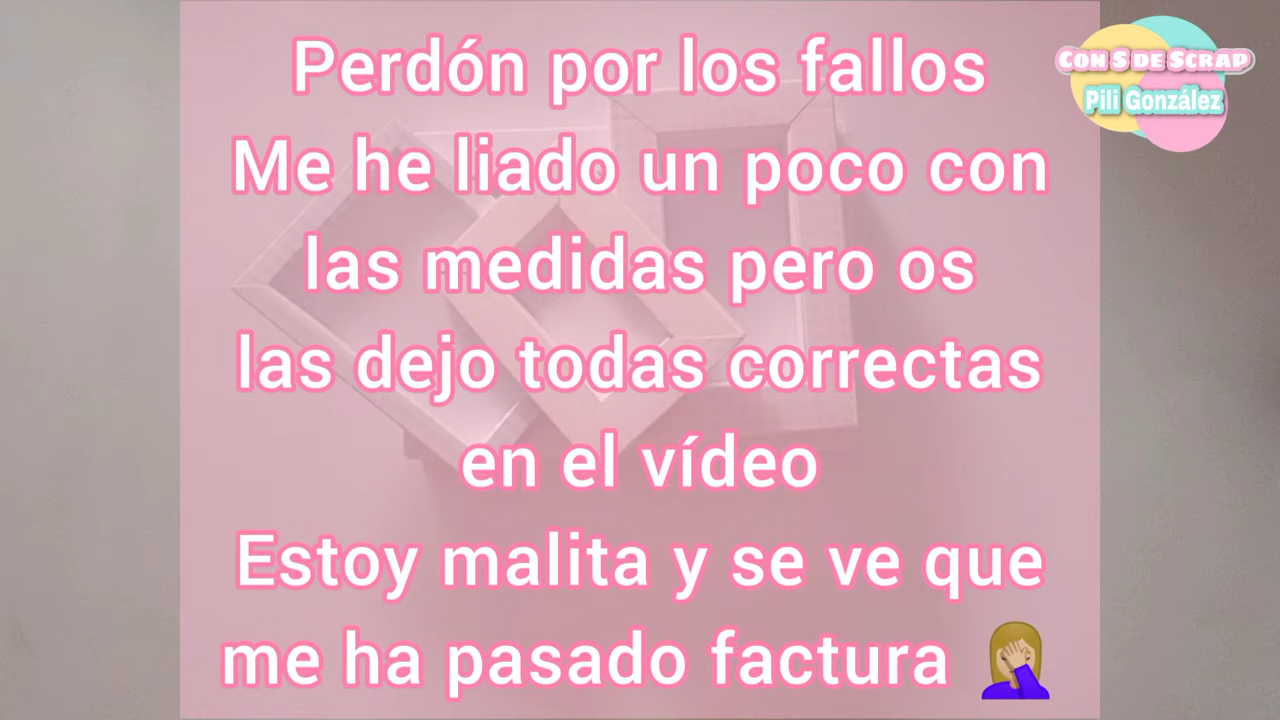 Perdón por los fallos
Me he liado un poco con
las medidas pero os
las dejo todas correctas
en el vídeo
Estoy malita y se ve que
me ha pasado factura 🤦🏼‍♀️
Con S de Scrap
Pili González